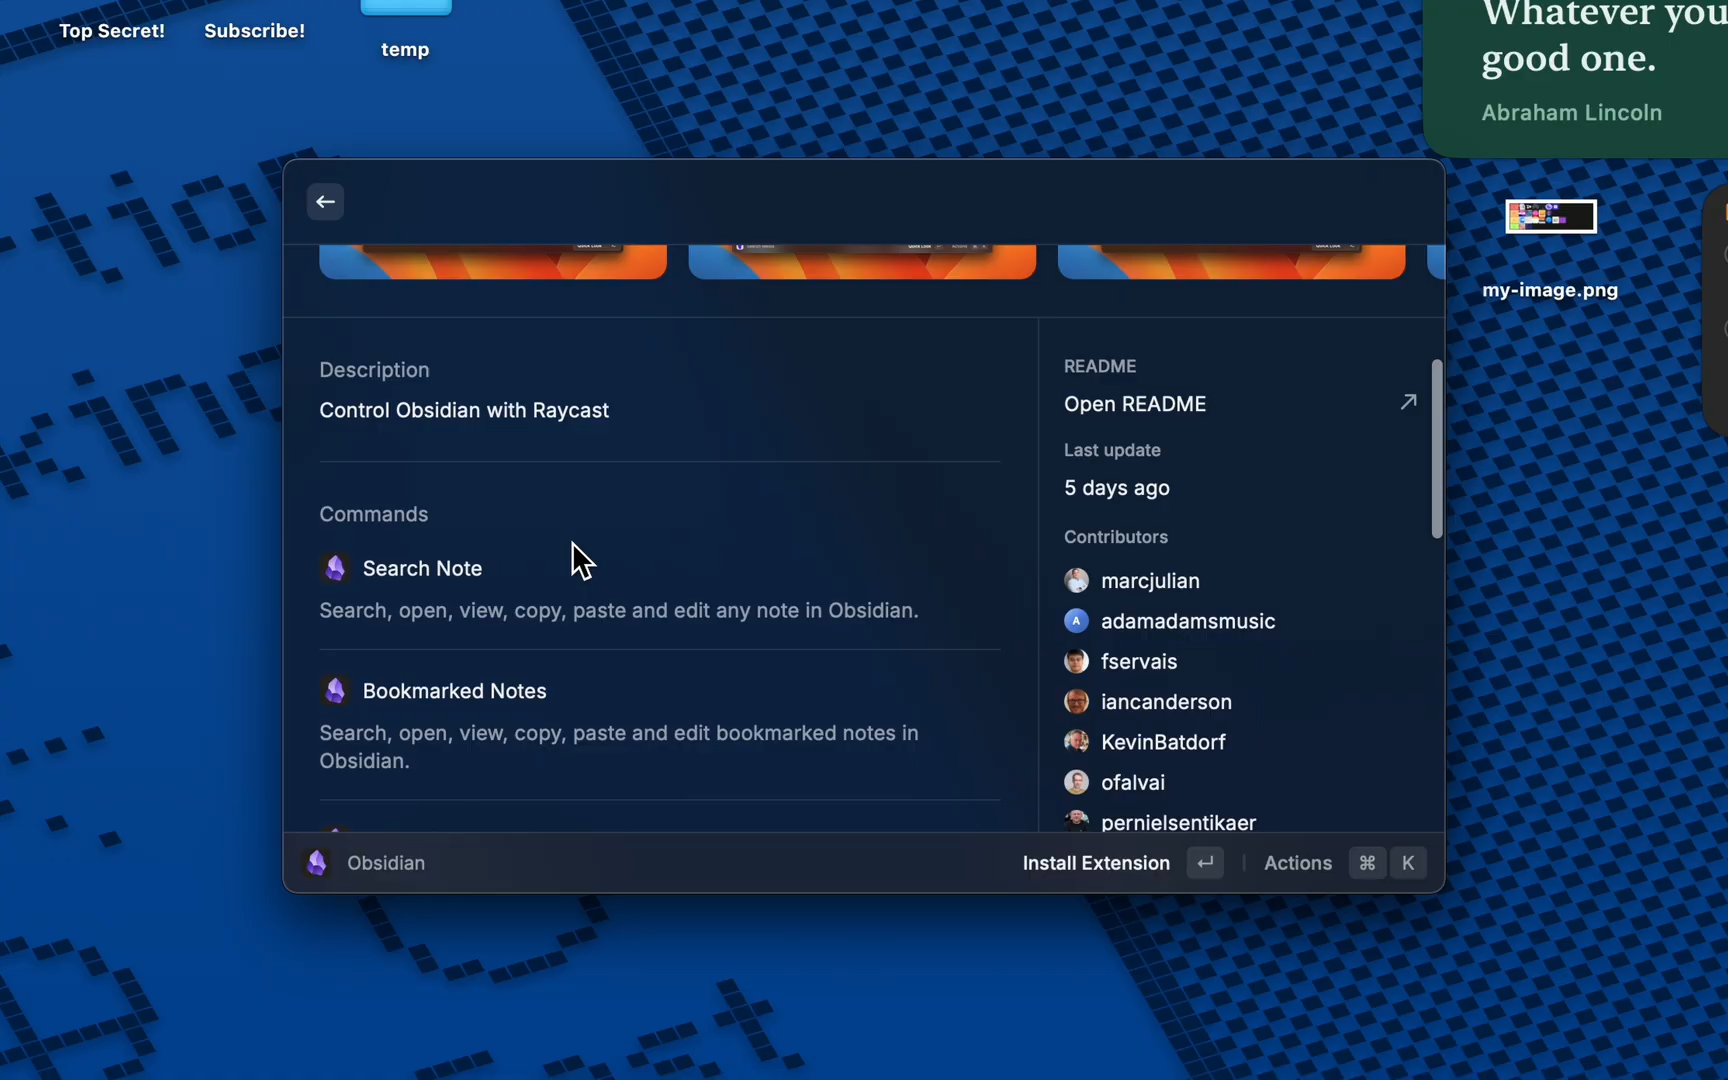 Top Secret!
Subscribe!
temp
Whatever you
good one.
Abraham Lincoln
my-image.png
Description
Control Obsidian with Raycast
Commands
Search Note
Search, open, view, copy, paste and edit any note in Obsidian.
Bookmarked Notes
Search, open, view, copy, paste and edit bookmarked notes in
Obsidian.
README
Open README
Last update
5 days ago
Contributors
marcjulian
A adamadamsmusic
fservais
iancanderson
KevinBatdorf
ofalvai
pernielsentikaer
Obsidian
Install Extension
Actions ⌘ K